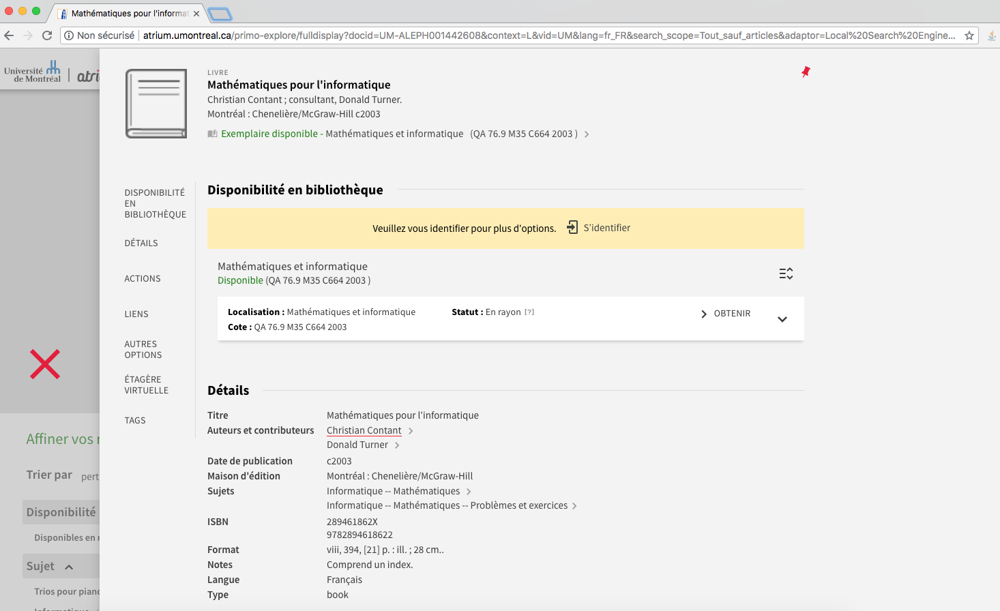 Mathématiques pour l'informat
Non sécurisé
atrium.umontreal.ca/primo-explore/fulldisplay?docid=UM-ALEPH001442608&context=L&vid=UM&lang=fr_FR&search_scope=Tout_sauf_articles&adaptor=Local%20Search%20Engine...
Université
de Montréal
atri
LIVRE
Mathématiques pour l'informatique
Christian Contant ; consultant, Donald Turner.
Montréal : Chenelière/McGraw-Hill c2003
Exemplaire disponible - Mathématiques et informatique (QA 76.9 M35 C664 2003 )
DISPONIBILITÉ
EN
BIBLIOTHÈQUE
DÉTAILS
ACTIONS
LIENS
AUTRES
OPTIONS
ÉTAGÈRE
VIRTUELLE
TAGS
Disponibilité en bibliothèque
Veuillez vous identifier pour plus d'options. S'identifier
Mathématiques et informatique
Disponible (QA 76.9 M35 C664 2003 )
Localisation : Mathématiques et informatique
Statut : En rayon [?]
OBTENIR
Cote : QA 76.9 M35 C664 2003
Détails
Titre Mathématiques pour l'informatique
Auteurs et contributeurs Christian Contant
Donald Turner
Date de publication c2003
Maison d'édition Montréal : Chenelière/McGraw-Hill
Sujets Informatique -- Mathématiques
Informatique -- Mathématiques -- Problèmes et exercices
ISBN 289461862X
9782894618622
Format viii, 394, [21] p. : ill. ; 28 cm..
Notes Comprend un index.
Langue Français
Type book
Affiner vos r
Trier par pert
Disponibilité
Disponibles en
Sujet
Trios pour piano